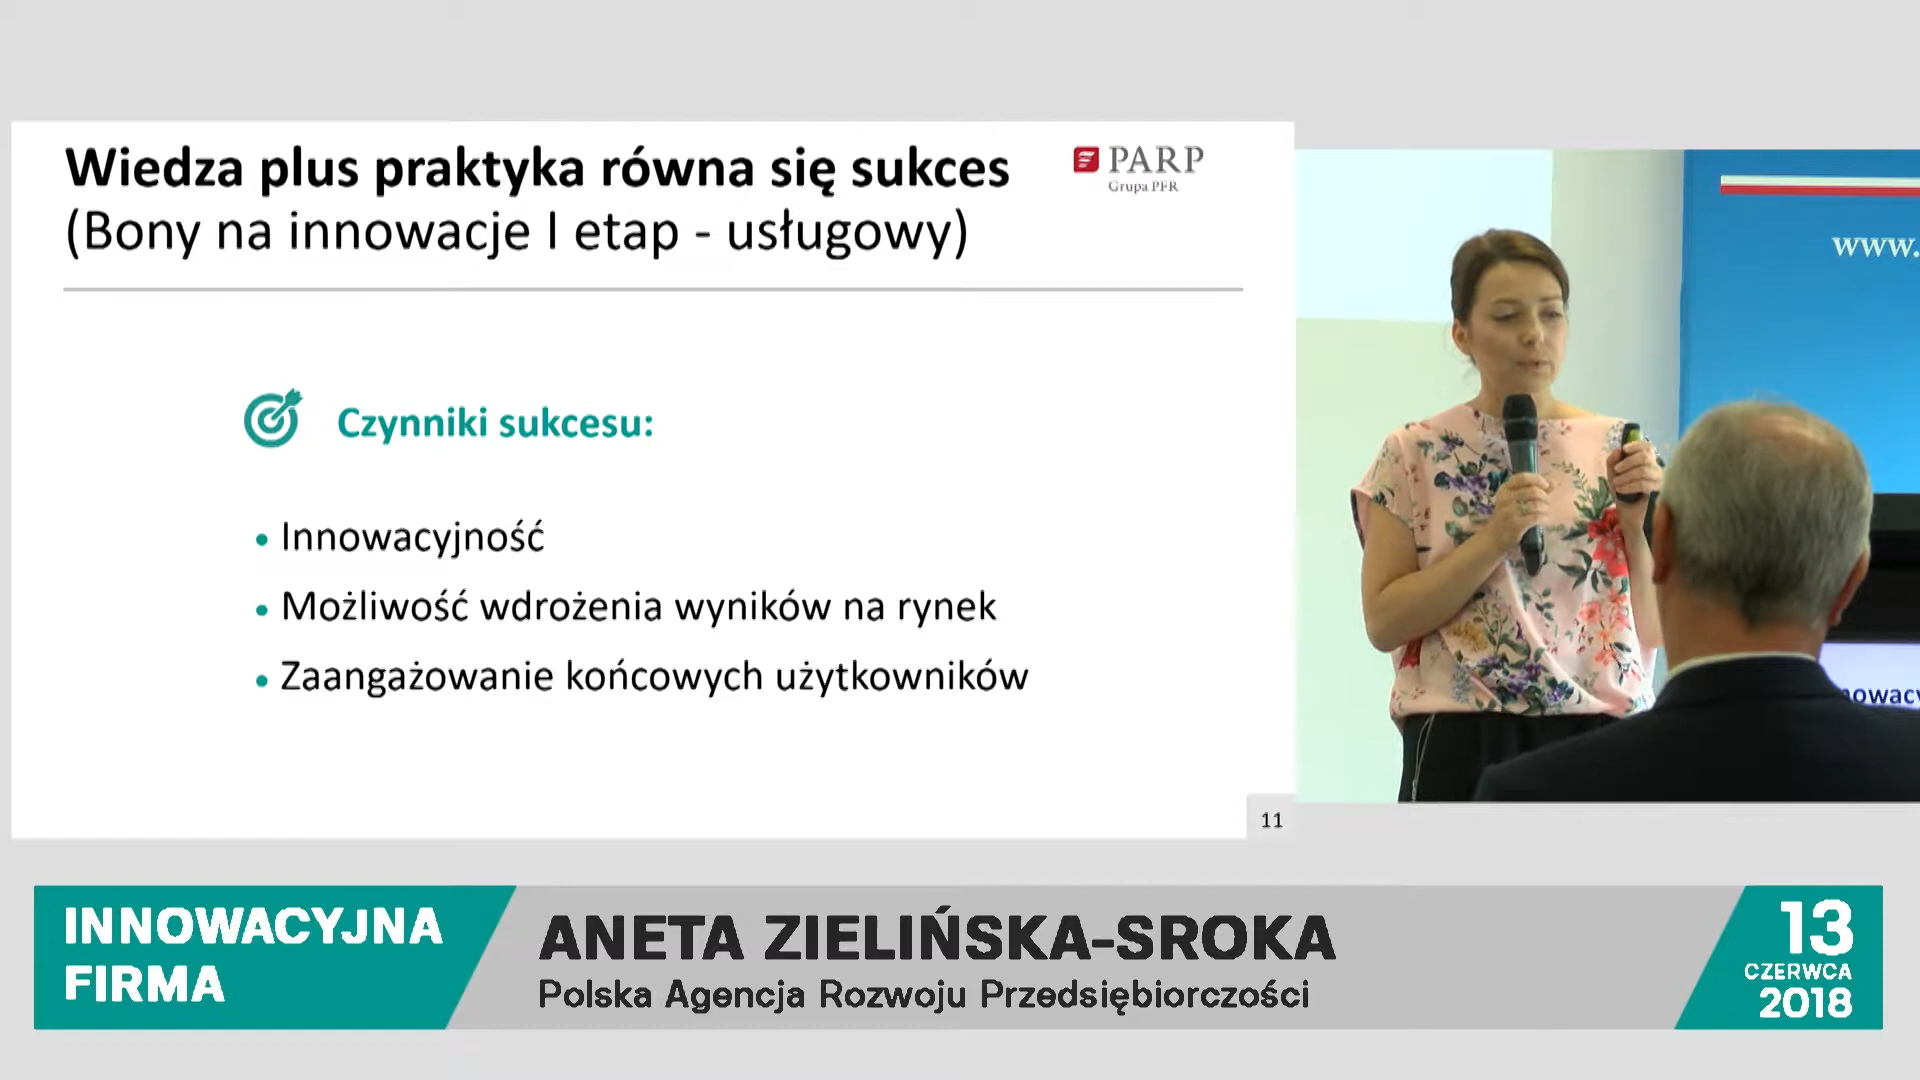 Wiedza plus praktyka równa się sukces
(Bony na innowacje I etap - usługowy)
PARP
Grupa PFR
Czynniki sukcesu:
• Innowacyjność
• Możliwość wdrożenia wyników na rynek
• Zaangażowanie końcowych użytkowników
11
www.
INNOWACYJNA
FIRMA
ANETA ZIELIŃSKA-SROKA
Polska Agencja Rozwoju Przedsiębiorczości
13
CZERWCA
2018